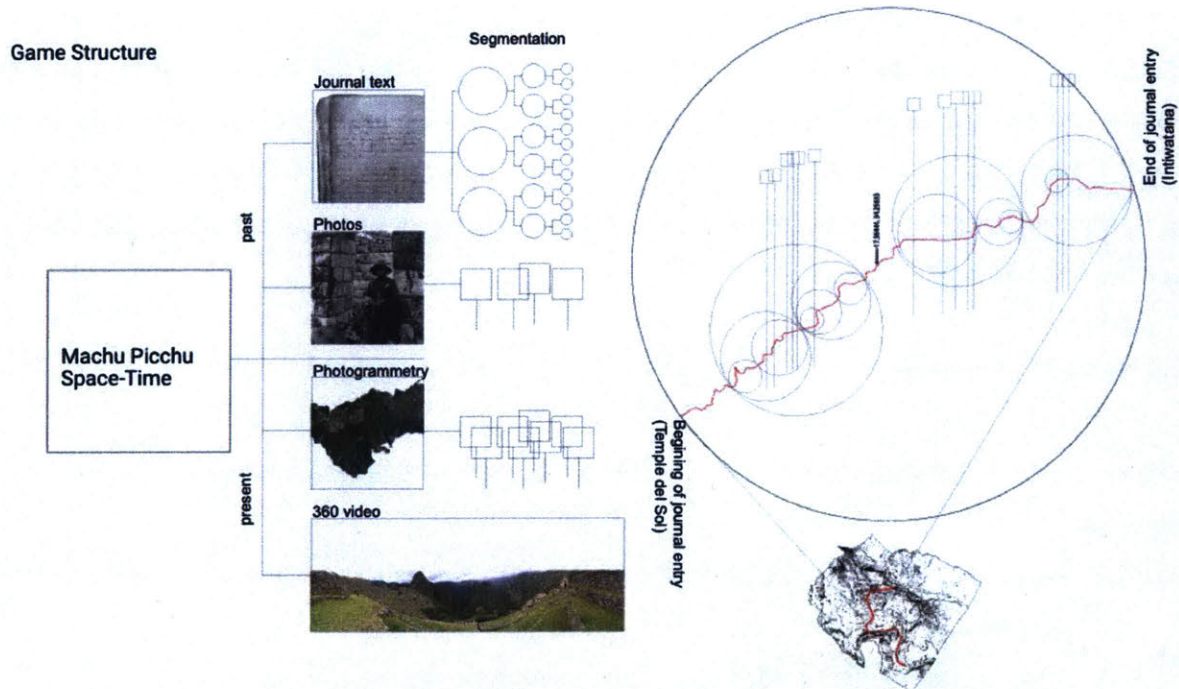 Game Structure
Segmentation
Journal text
Photos
past
Machu Picchu
Space-Time
Photogrammetry
present
360 video
Begining of journal entry
(Temple del Sol)
End of journal entry
(Intiwatana)